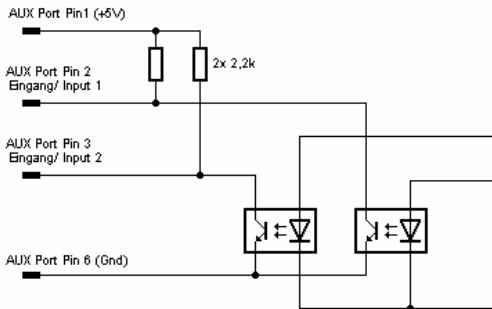 AUX Port Pin1 (+5V)
2x 2,2k
AUX Port Pin 2
Eingang/ Input 1
AUX Port Pin 3
Eingang/ Input 2
AUX Port Pin 6 (Gnd)